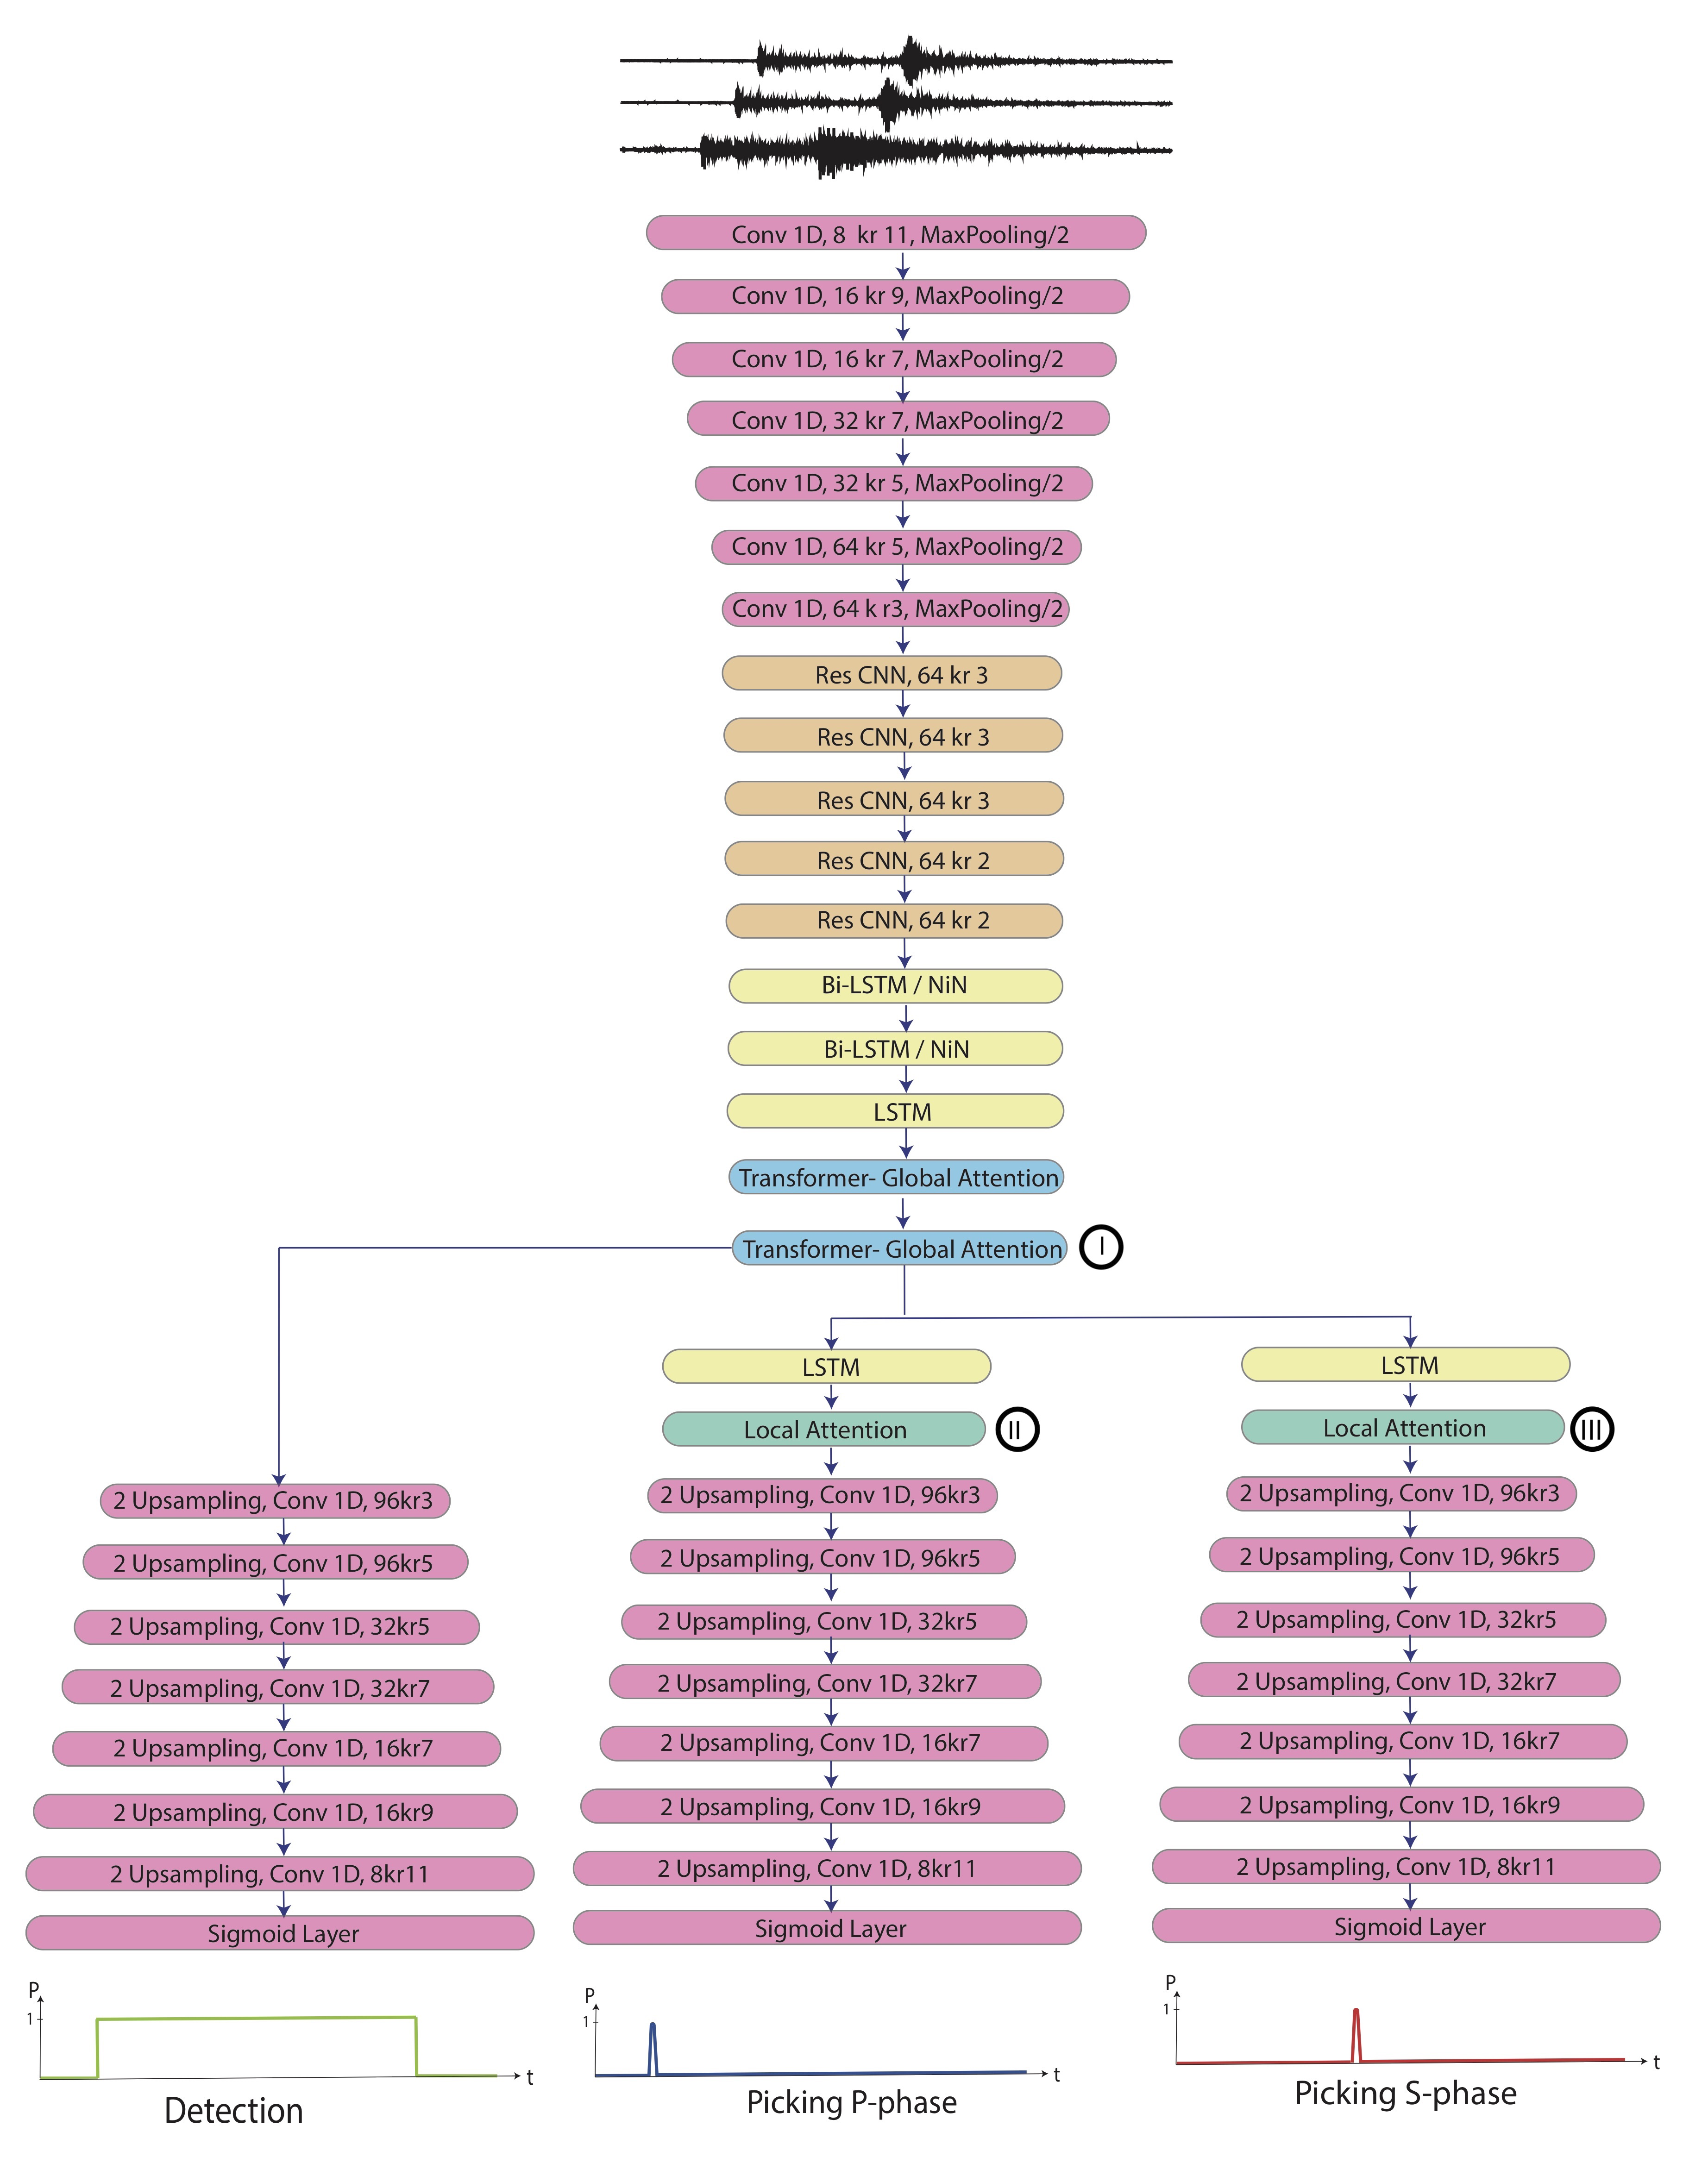 Conv 1D, 8  kr 11, MaxPooling/2
Conv 1D, 16 kr 9, MaxPooling/2
Conv 1D, 16 kr 7, MaxPooling/2
Conv 1D, 32 kr 7, MaxPooling/2
Conv 1D, 32 kr 5, MaxPooling/2
Conv 1D, 64 kr 5, MaxPooling/2
Conv 1D, 64 k r3, MaxPooling/2
Res CNN, 64 kr 3
Res CNN, 64 kr 3
Res CNN, 64 kr 3
Res CNN, 64 kr 2
Res CNN, 64 kr 2
Bi-LSTM / NiN
Bi-LSTM / NiN
LSTM
Transformer- Global Attention
Transformer- Global Attention
I
2 Upsampling, Conv 1D, 96kr3
2 Upsampling, Conv 1D, 96kr5
2 Upsampling, Conv 1D, 32kr5
2 Upsampling, Conv 1D, 32kr7
2 Upsampling, Conv 1D, 16kr7
2 Upsampling, Conv 1D, 16kr9
2 Upsampling, Conv 1D, 8kr11
Sigmoid Layer
P
1
t
Detection
LSTM
Local Attention
II
2 Upsampling, Conv 1D, 96kr3
2 Upsampling, Conv 1D, 96kr5
2 Upsampling, Conv 1D, 32kr5
2 Upsampling, Conv 1D, 32kr7
2 Upsampling, Conv 1D, 16kr7
2 Upsampling, Conv 1D, 16kr9
2 Upsampling, Conv 1D, 8kr11
Sigmoid Layer
P
1
t
Picking P-phase
LSTM
Local Attention
III
2 Upsampling, Conv 1D, 96kr3
2 Upsampling, Conv 1D, 96kr5
2 Upsampling, Conv 1D, 32kr5
2 Upsampling, Conv 1D, 32kr7
2 Upsampling, Conv 1D, 16kr7
2 Upsampling, Conv 1D, 16kr9
2 Upsampling, Conv 1D, 8kr11
Sigmoid Layer
P
1
t
Picking S-phase